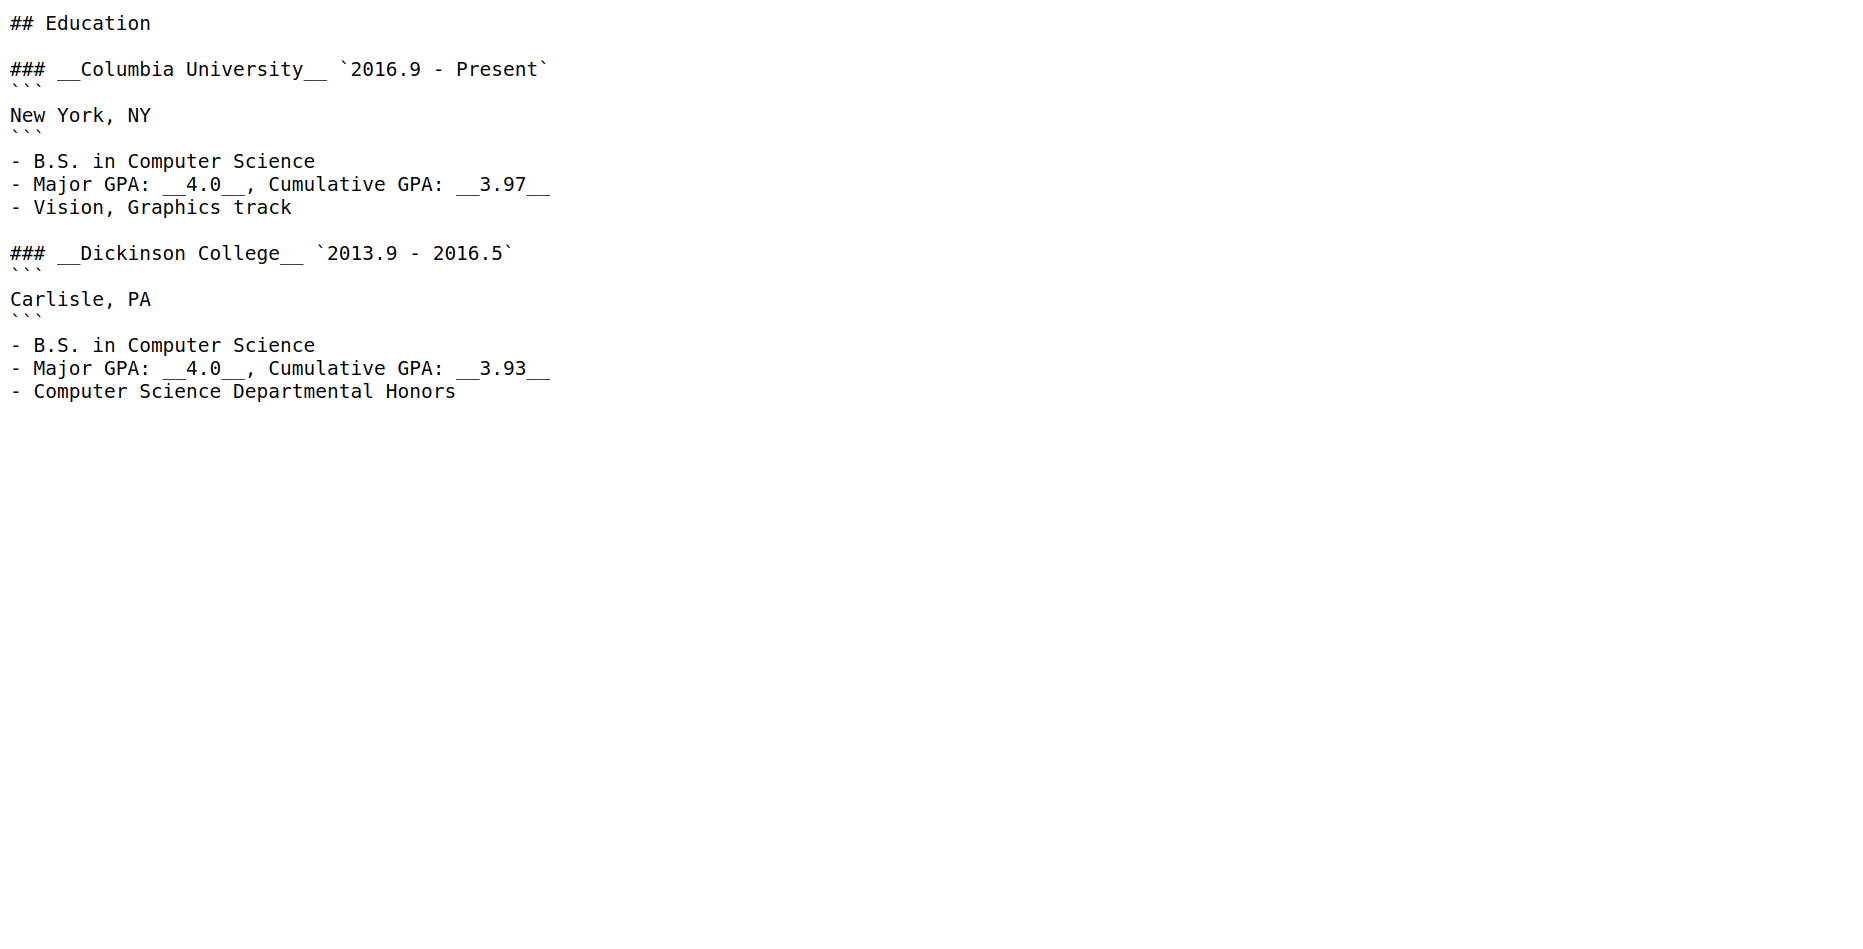 ## Education

### __Columbia University__ `2016.9 - Present`
```
New York, NY
```
- B.S. in Computer Science
- Major GPA: __4.0__, Cumulative GPA: __3.97__
- Vision, Graphics track

### __Dickinson College__ `2013.9 - 2016.5`
```
Carlisle, PA
```
- B.S. in Computer Science
- Major GPA: __4.0__, Cumulative GPA: __3.93__
- Computer Science Departmental Honors